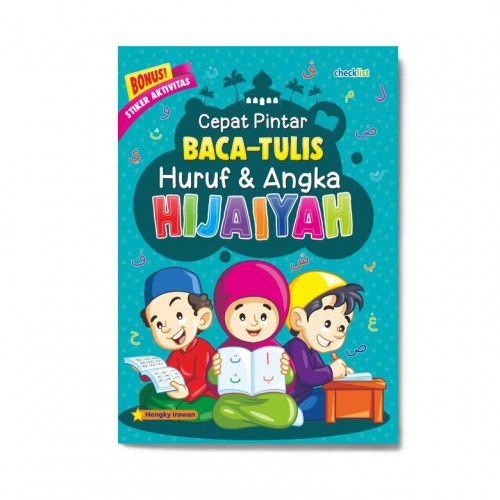 BONUS!
STIKER AKTIVITAS
checklist
Cepat Pintar
BACA-TULIS
Huruf & Angka
HIJAIYAH
Hengky Irawan